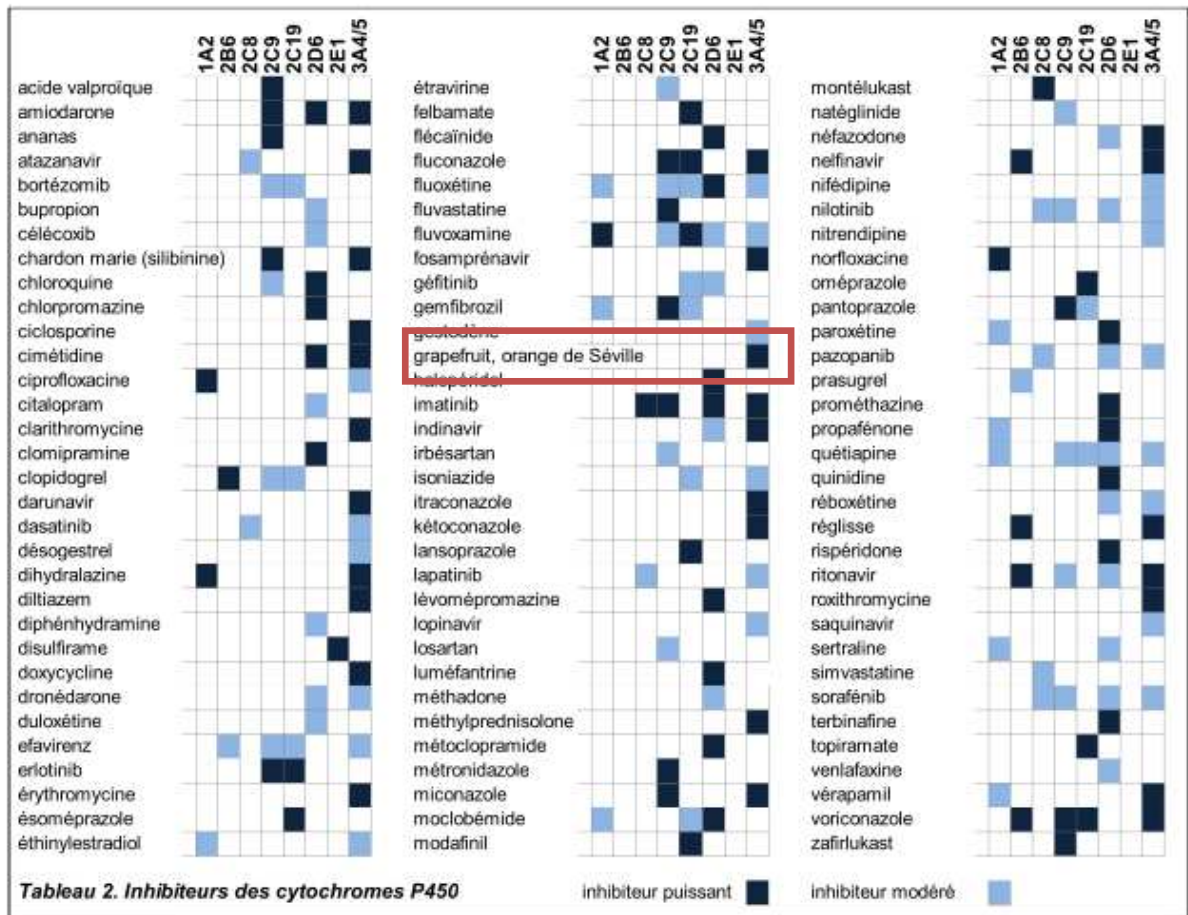 1A2 2B6 2C8 2C9 2C19 2D6 2E1 3A4/5
acide valproïque
amiodarone
ananas
atazanavir
bortézomib
bupropion
célécoxib
chardon marie (silibinine)
chloroquine
chlorpromazine
ciclosporine
cimétidine
ciprofloxacine
citalopram
clarithromycine
clomipramine
clopidogrel
darunavir
dasatinib
désogestrel
dihydralazine
diltiazem
diphénhydramine
disulfirame
doxycycline
dronédarone
duloxétine
efavirenz
erlotinib
érythromycine
ésoméprazole
éthinylestradiol
1A2 2B6 2C8 2C9 2C19 2D6 2E1 3A4/5
étravirine
felbamate
flécaïnide
fluconazole
fluoxétine
fluvastatine
fluvoxamine
fosamprénavir
géfitinib
gemfibrozil
gestodène
grapefruit, orange de Séville
halopéridol
imatinib
indinavir
irbésartan
isoniazide
itraconazole
kétoconazole
lansoprazole
lapatinib
lévomépromazine
lopinavir
losartan
luméfantrine
méthadone
méthylprednisolone
métoclopramide
métronidazole
miconazole
moclobémide
modafinil
1A2 2B6 2C8 2C9 2C19 2D6 2E1 3A4/5
montélukast
natéglinide
néfazodone
nelfinavir
nifédipine
nilotinib
nitrendipine
norfloxacine
oméprazole
pantoprazole
paroxétine
pazopanib
prasugrel
prométhazine
propafénone
quétiapine
quinidine
réboxétine
réglisse
rispéridone
ritonavir
roxithromycine
saquinavir
sertraline
simvastatine
sorafénib
terbinafine
topiramate
venlafaxine
vérapamil
voriconazole
zafirlukast
Tableau 2. Inhibiteurs des cytochromes P450 inhibiteur puissant inhibiteur modéré